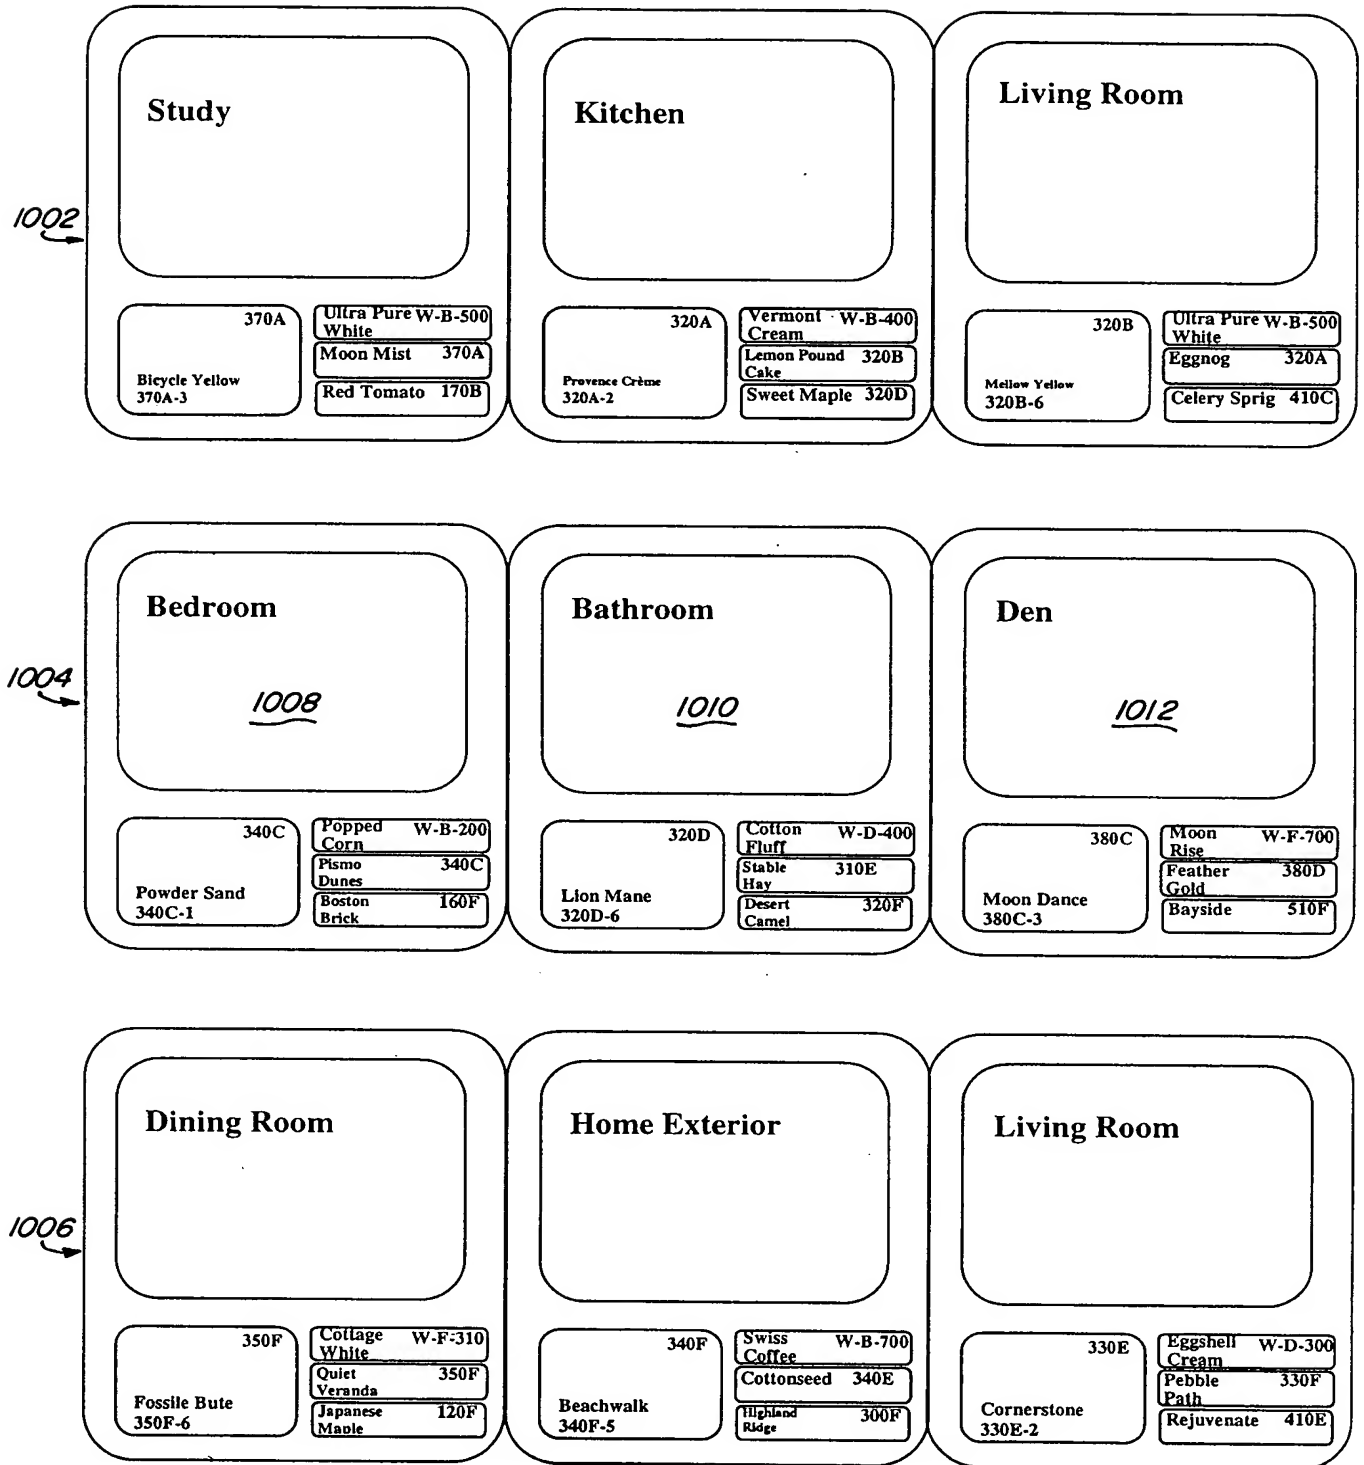 Study
Kitchen
Living Room
1002
370A
Bicycle Yellow
370A-3
Ultra Pure W-B-500
White
Moon Mist 370A
Red Tomato 170B
320A
Provence Crème
320A-2
Vermont W-B-400
Cream
Lemon Pound 320B
Cake
Sweet Maple 320D
320B
Mellow Yellow
320B-6
Ultra Pure W-B-500
White
Eggnog 320A
Celery Sprig 410C
Bedroom
Bathroom
Den
1004
1008
1010
1012
340C
Powder Sand
340C-1
Popped W-B-200
Corn
Pismo 340C
Dunes
Boston 160F
Brick
320D
Lion Mane
320D-6
Cotton W-D-400
Fluff
Stable 310E
Hay
Desert 320F
Camel
380C
Moon Dance
380C-3
Moon W-F-700
Rise
Feather 380D
Gold
Bayside 510F
Dining Room
Home Exterior
Living Room
1006
350F
Fossile Bute
350F-6
Cottage W-F-310
White
Quiet 350F
Veranda
Japanese 120F
Maple
340F
Beachwalk
340F-5
Swiss W-B-700
Coffee
Cottonseed 340E
Highland 300F
Ridge
330E
Cornerstone
330E-2
Eggshell W-D-300
Cream
Pebble 330F
Path
Rejuvenate 410E